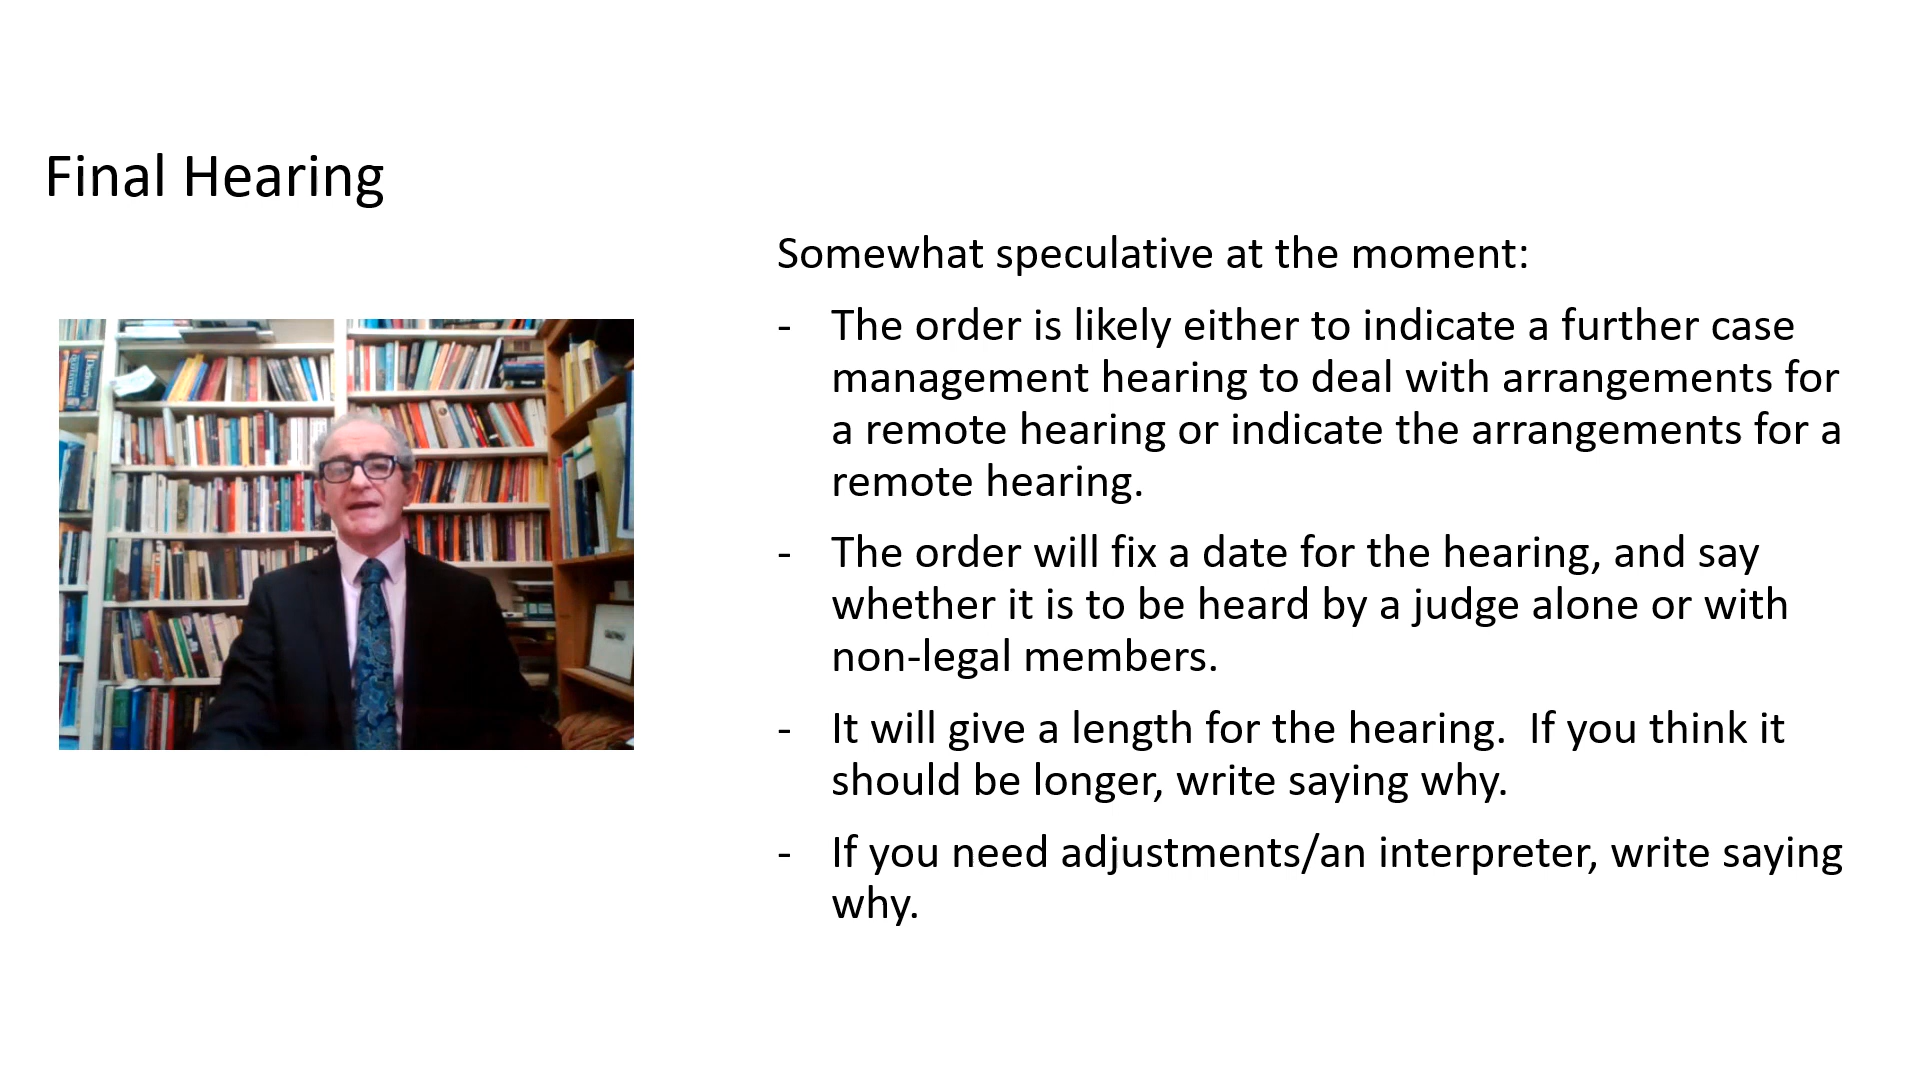 Final Hearing
Somewhat speculative at the moment:
- The order is likely either to indicate a further case
management hearing to deal with arrangements for
a remote hearing or indicate the arrangements for a
remote hearing.
- The order will fix a date for the hearing, and say
whether it is to be heard by a judge alone or with
non-legal members.
- It will give a length for the hearing.  If you think it
should be longer, write saying why.
- If you need adjustments/an interpreter, write saying
why.